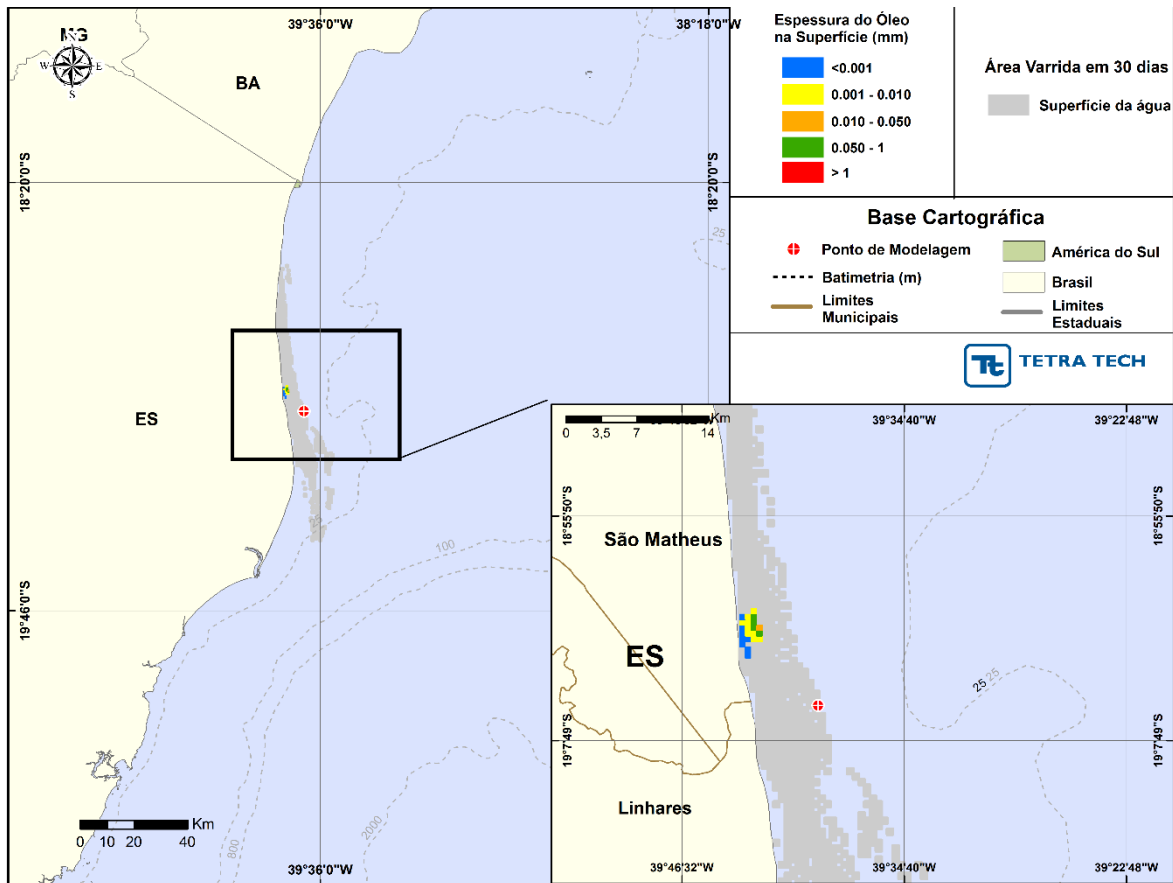 39°36'0"W
38°18'0"W
MG
N
W
E
S
BA
18°20'0"S
18°20'0"S
25
ES
25
100
19°46'0"S
800
2000
Km
0 10 20 40
39°36'0"W
Espessura do Óleo
na Superfície (mm)
<0.001
0.001 - 0.010
0.010 - 0.050
0.050 - 1
> 1
Área Varrida em 30 dias
Superfície da água
Base Cartográfica
Ponto de Modelagem
América do Sul
Batimetria (m)
Brasil
Limites
Municipais
Limites
Estaduais
Tt TETRA TECH
Km
0 3,5 7 14
39°34'40"W
39°22'48"W
18°55'50"S
18°55'50"S
São Matheus
ES
25 25
19°7'49"S
19°7'49"S
Linhares
39°46'32"W
39°34'40"W
39°22'48"W